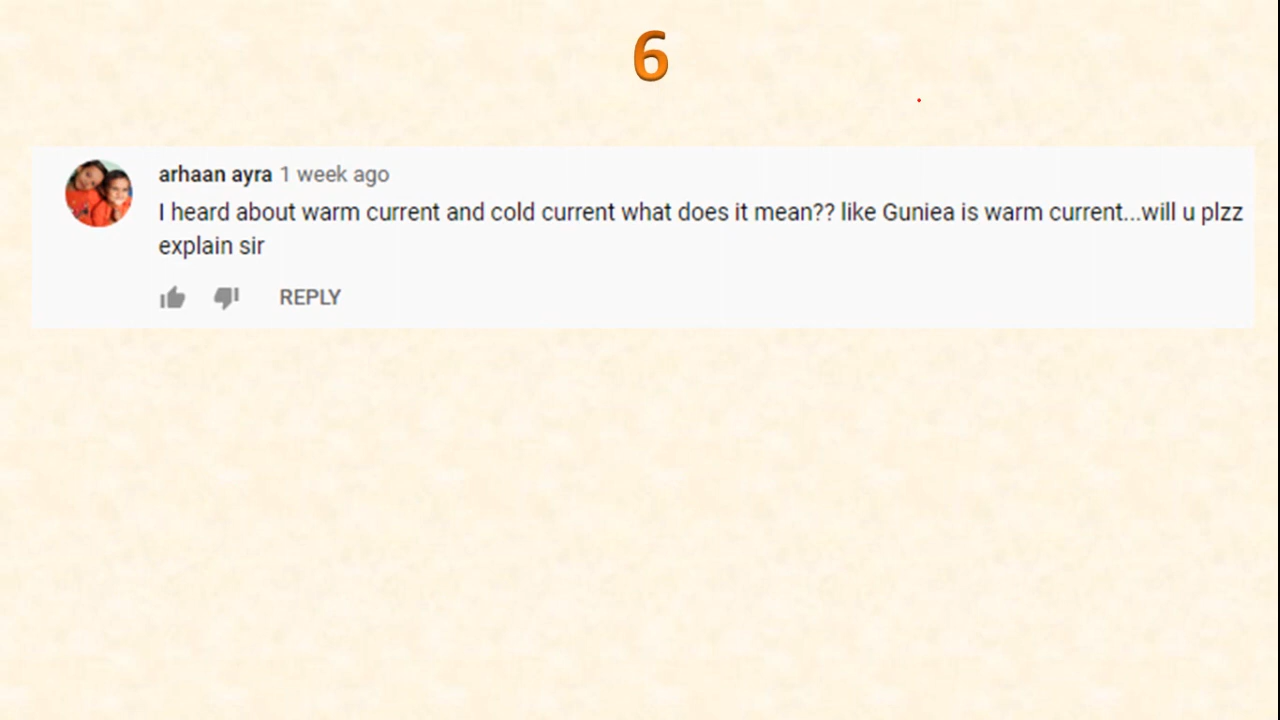 6
arhaan ayra 1 week ago
I heard about warm current and cold current what does it mean?? like Guniea is warm current...will u plzz
explain sir
REPLY